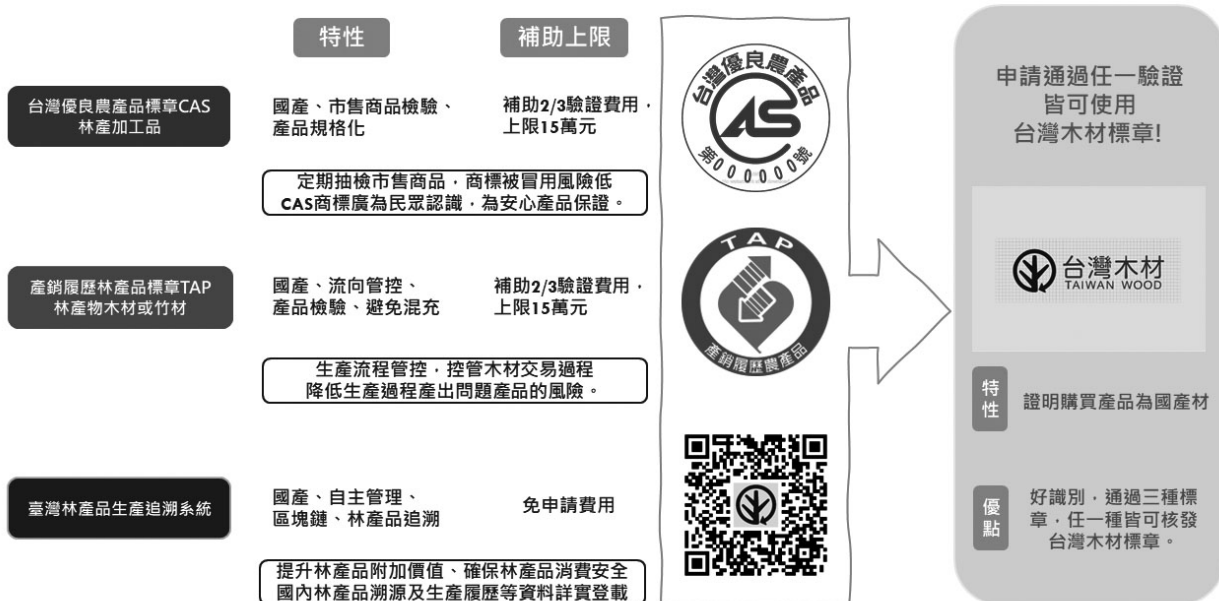 特性
補助上限
台灣優良農產品標章CAS
林產加工品
國產、市售商品檢驗、
產品規格化
補助2/3驗證費用，
上限15萬元
定期抽檢市售商品，商標被冒用風險低
CAS商標廣為民眾認識，為安心產品保證。
產銷履歷林產品標章TAP
林產物木材或竹材
國產、流向管控、
產品檢驗、避免混充
補助2/3驗證費用，
上限15萬元
生產流程管控，控管木材交易過程
降低生產過程產出問題產品的風險。
臺灣林產品生產追溯系統
國產、自主管理、
區塊鏈、林產品追溯
免申請費用
提升林產品附加價值、確保林產品消費安全
國內林產品溯源及生產履歷等資料詳實登載
台灣優良農產品
CAS
第000000號
TAP
產銷履歷農產品
申請通過任一驗證
皆可使用
台灣木材標章!
台灣木材
TAIWAN WOOD
特性
證明購買產品為國產材
優點
好識別，通過三種標
章，任一種皆可核發
台灣木材標章。